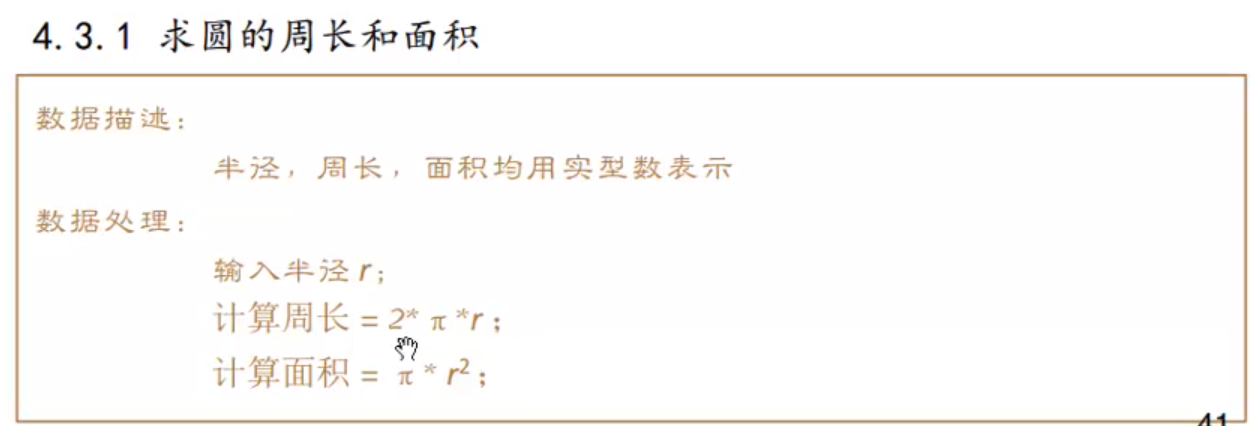 4.3.1 求圆的周长和面积
数据描述：
半径，周长，面积均用实型数表示
数据处理：
输入半径 r；
计算周长 = 2* π *r ；
计算面积 = π * r²；
41